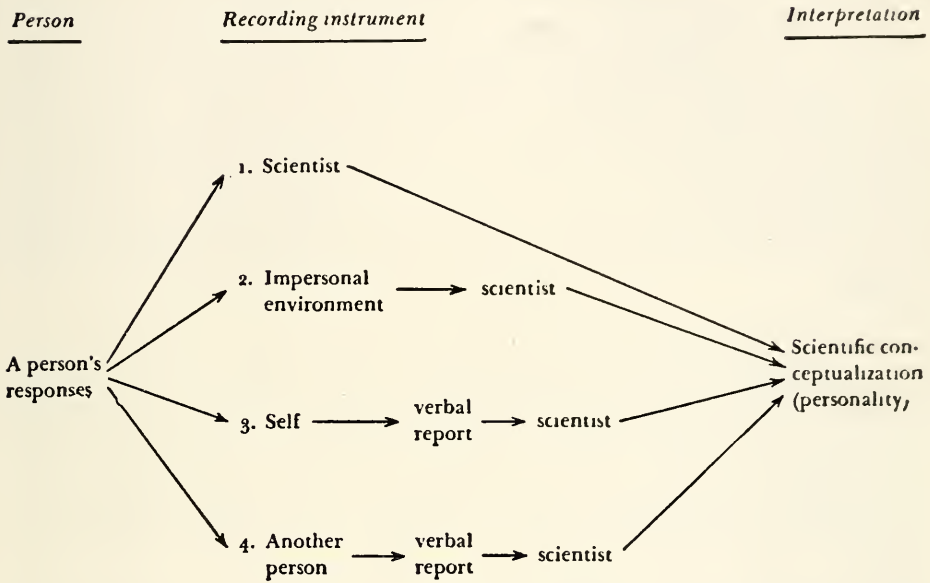 Person Recording instrument Interpretation
1. Scientist
2. Impersonal
environment
scientist
A person's
responses
Scientific con-
ceptualization
(personality,
3. Self
verbal
report
scientist
4. Another
person
verbal
report
scientist